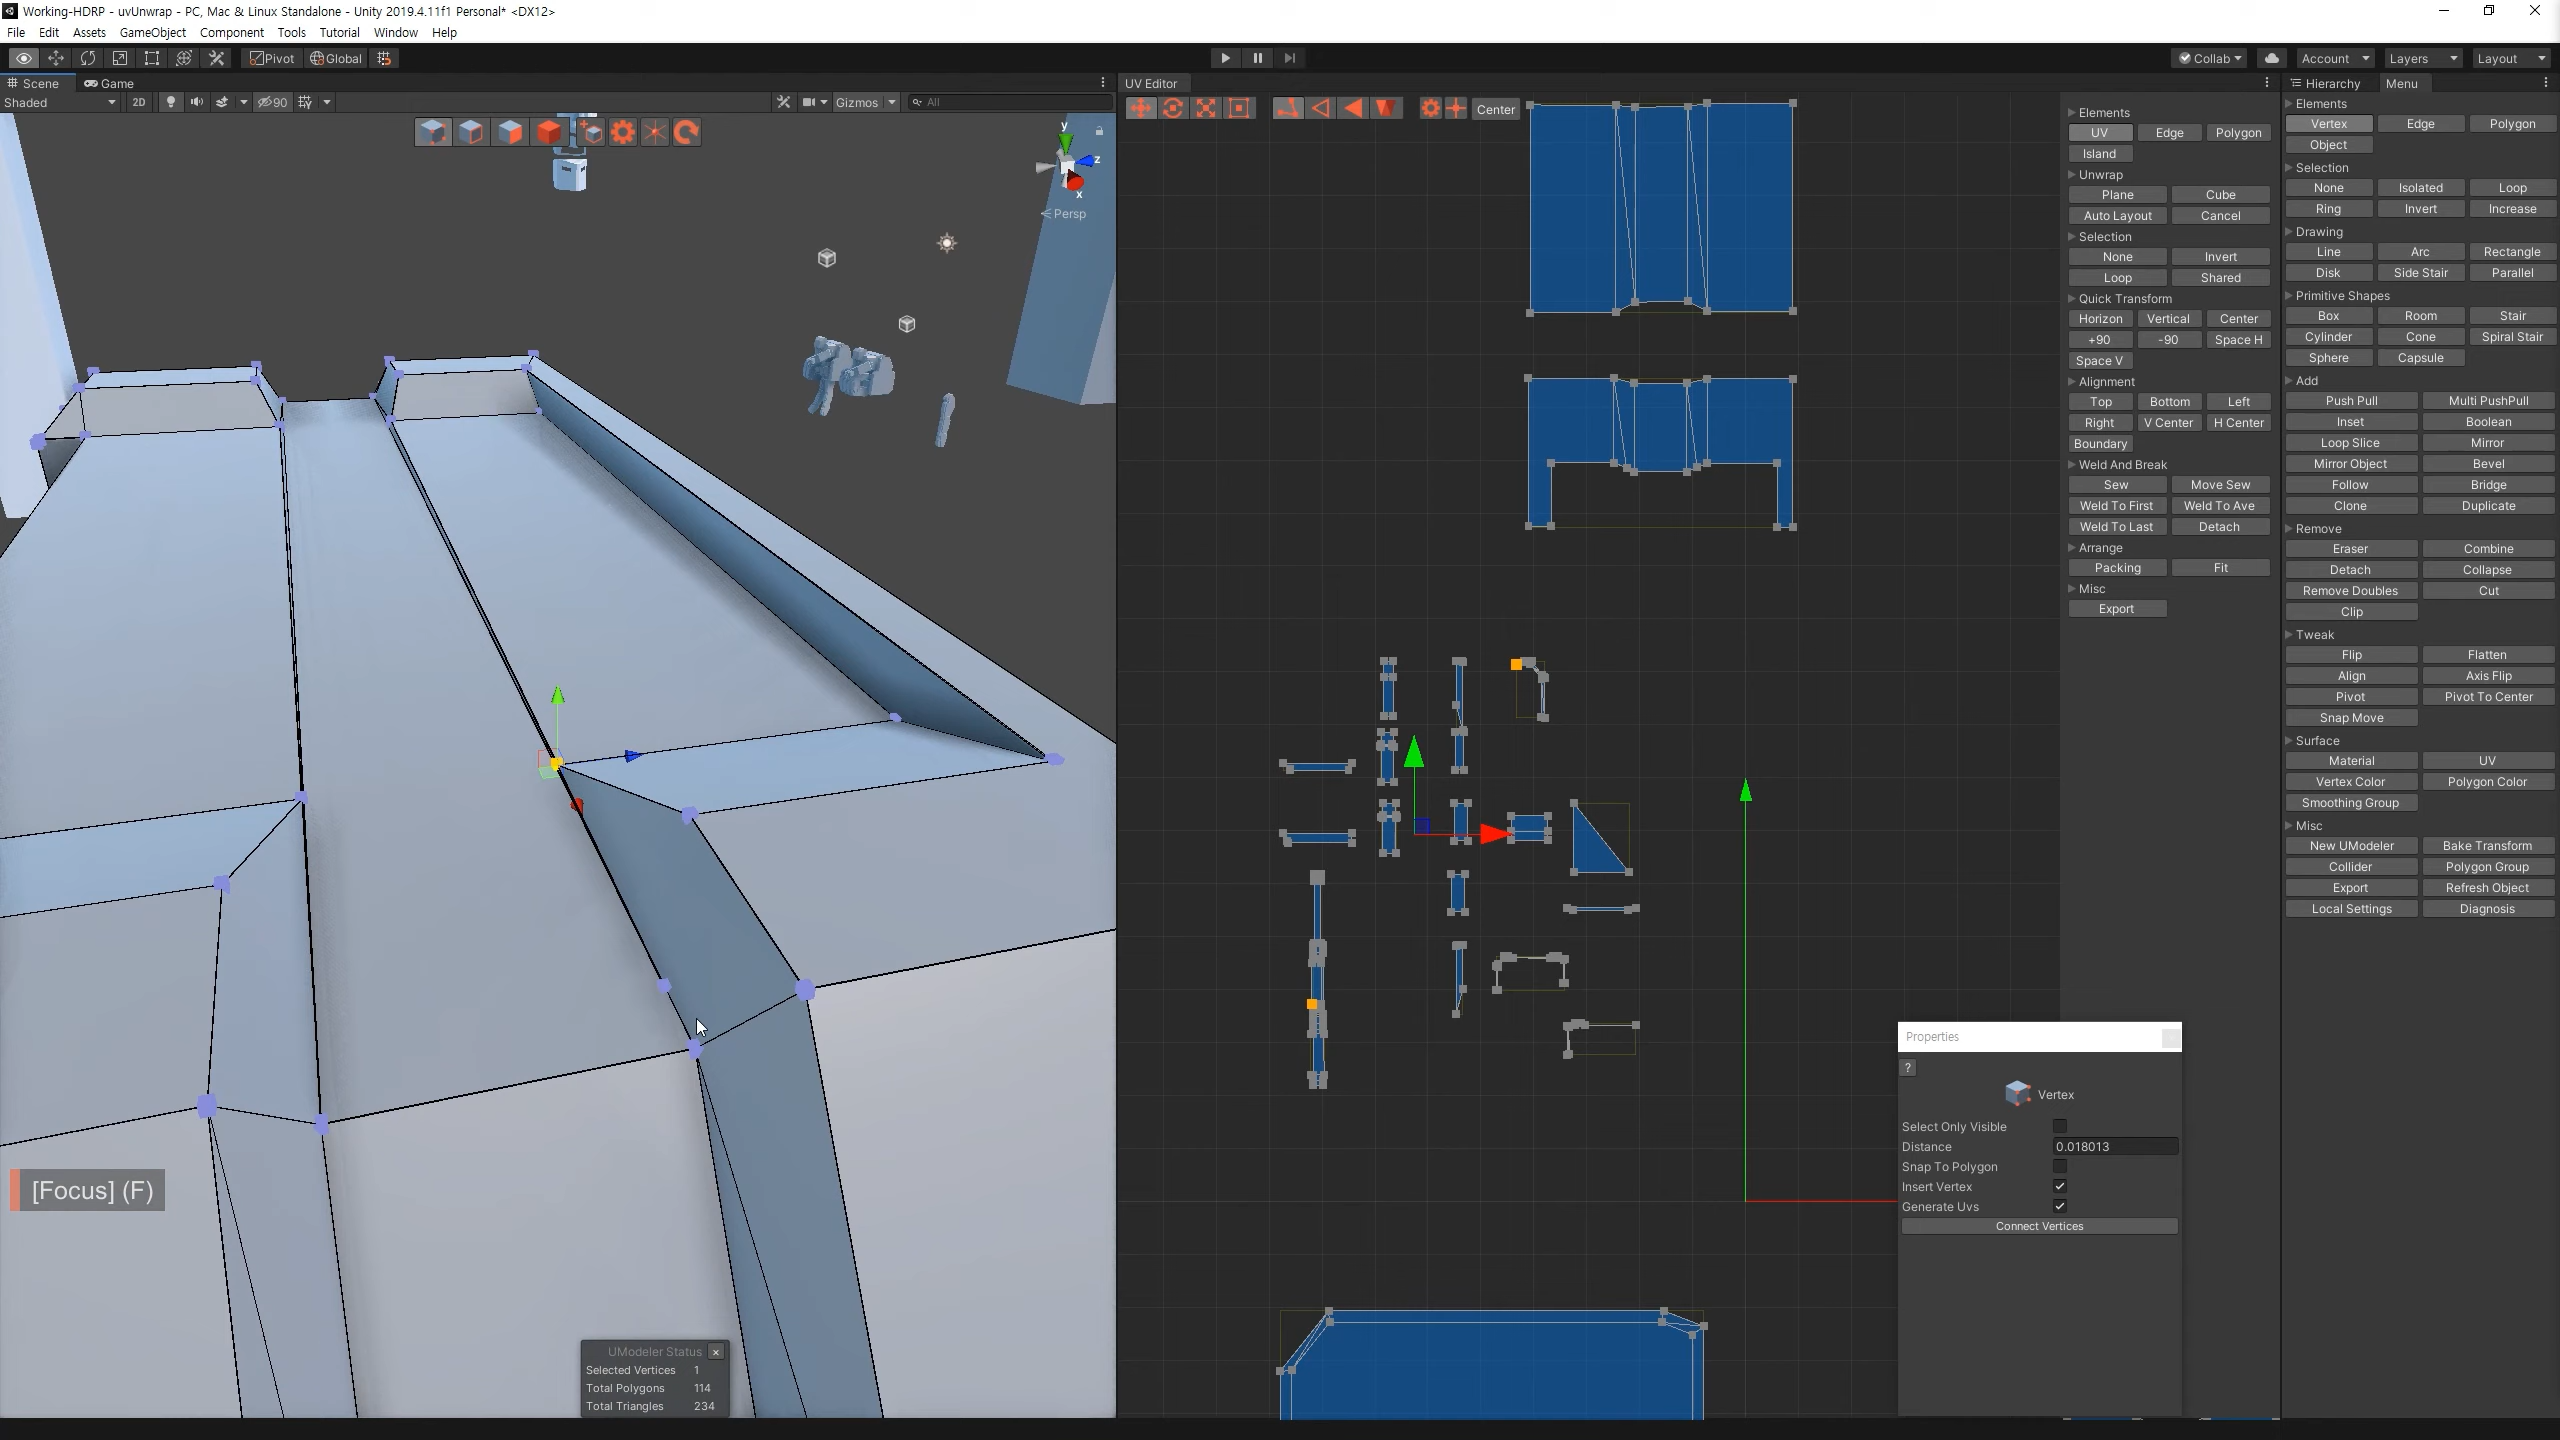 Working-HDRP - uvUnwrap - PC, Mac & Linux Standalone - Unity 2019.4.11f1 Personal* <DX12>
File Edit Assets GameObject Component Tools Tutorial Window Help
Pivot Global Collab Account Layers Layout
Scene Game
Shaded 2D 90 Gizmos All
y
z
x
Persp
[Focus] (F)
UModeler Status
Selected Vertices 1
Total Polygons 114
Total Triangles 234
UV Editor
Center
Elements
UV Edge Polygon
Island
Unwrap
Plane Cube
Auto Layout Cancel
Selection
None Invert
Loop Shared
Quick Transform
Horizon Vertical Center
+90 -90 Space H
Space V
Alignment
Top Bottom Left
Right V Center H Center
Boundary
Weld And Break
Sew Move Sew
Weld To First Weld To Ave
Weld To Last Detach
Arrange
Packing Fit
Misc
Export
Properties
?
Vertex
Select Only Visible
Distance 0.018013
Snap To Polygon
Insert Vertex
Generate Uvs
Connect Vertices
Hierarchy Menu
Elements
Vertex Edge Polygon
Object
Selection
None Isolated Loop
Ring Invert Increase
Drawing
Line Arc Rectangle
Disk Side Stair Parallel
Primitive Shapes
Box Room Stair
Cylinder Cone Spiral Stair
Sphere Capsule
Add
Push Pull Multi PushPull
Inset Boolean
Loop Slice Mirror
Mirror Object Bevel
Follow Bridge
Clone Duplicate
Remove
Eraser Combine
Detach Collapse
Remove Doubles Cut
Clip
Tweak
Flip Flatten
Align Axis Flip
Pivot Pivot To Center
Snap Move
Surface
Material UV
Vertex Color Polygon Color
Smoothing Group
Misc
New UModeler Bake Transform
Collider Polygon Group
Export Refresh Object
Local Settings Diagnosis